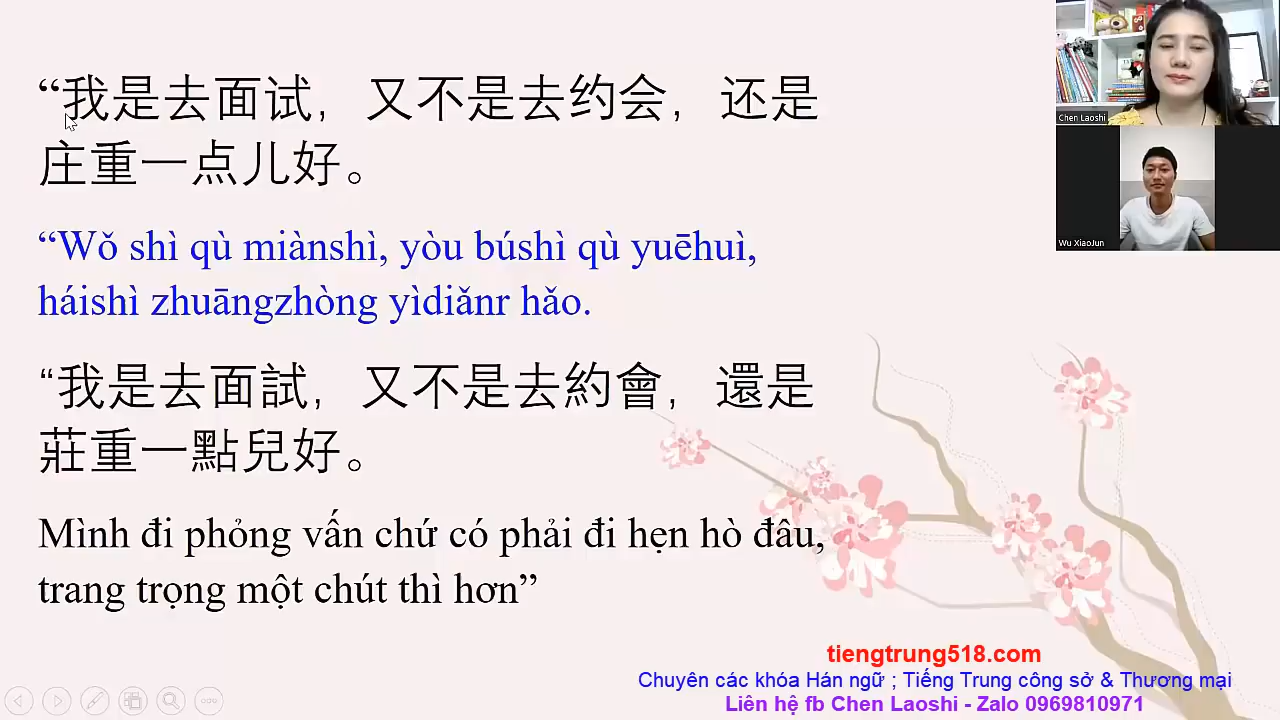 “我是去面试，又不是去约会，还是
庄重一点儿好。
“Wǒ shì qù miànshì, yòu búshì qù yuēhuì,
háishì zhuāngzhòng yìdiǎnr hǎo.
“我是去面試，又不是去約會，還是
莊重一點兒好。
Mình đi phỏng vấn chứ có phải đi hẹn hò đâu,
trang trọng một chút thì hơn”
Chen Laoshi
Wu XiaoJun
tiengtrung518.com
Chuyên các khóa Hán ngữ ; Tiếng Trung công sở & Thương mại
Liên hệ fb Chen Laoshi - Zalo 0969810971